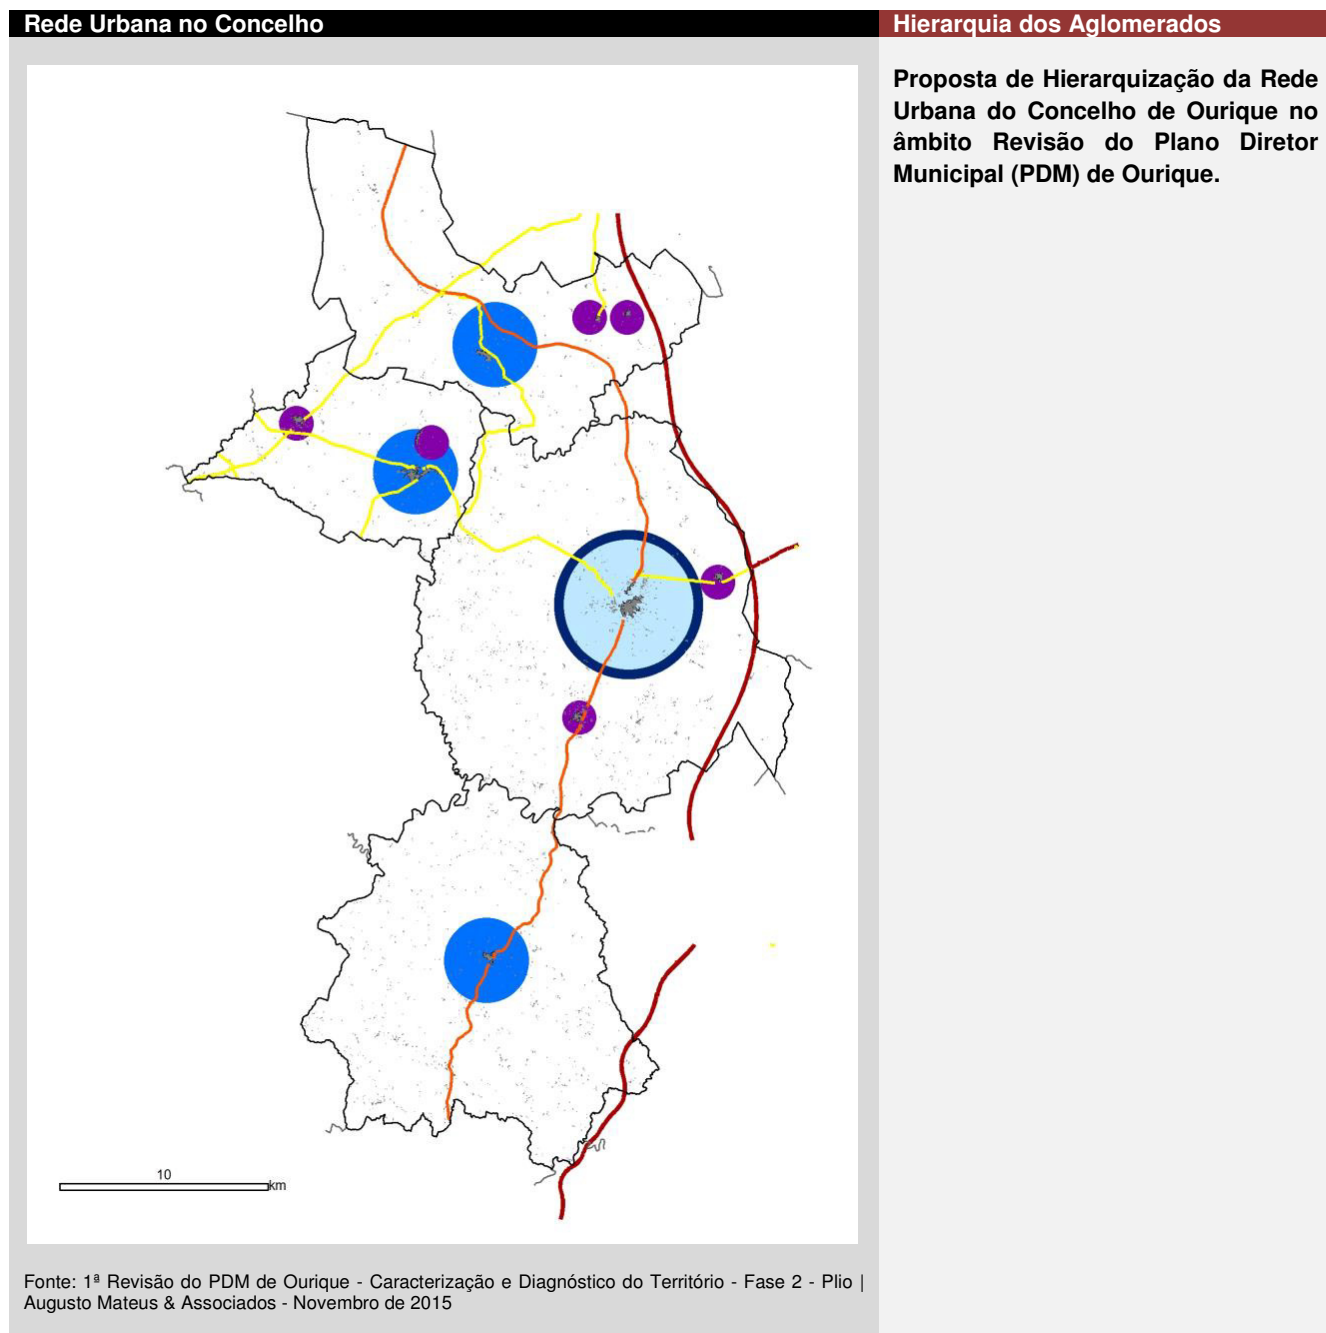 Rede Urbana no Concelho
Hierarquia dos Aglomerados
Proposta de Hierarquização da Rede
Urbana do Concelho de Ourique no
âmbito Revisão do Plano Diretor
Municipal (PDM) de Ourique.
10
km
Fonte: 1ª Revisão do PDM de Ourique - Caracterização e Diagnóstico do Território - Fase 2 - Plio |
Augusto Mateus & Associados - Novembro de 2015